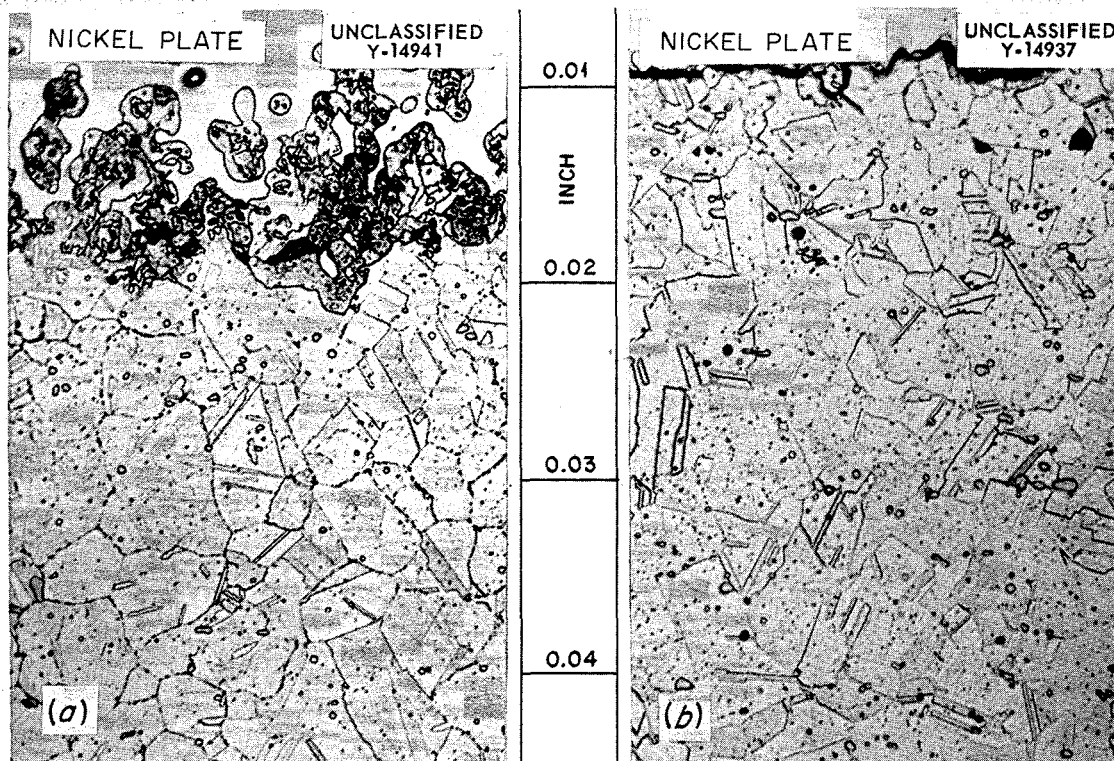 NICKEL PLATE
UNCLASSIFIED
Y-14941
0.01
INCH
0.02
0.03
0.04
(a)
NICKEL PLATE
UNCLASSIFIED
Y-14937
(b)